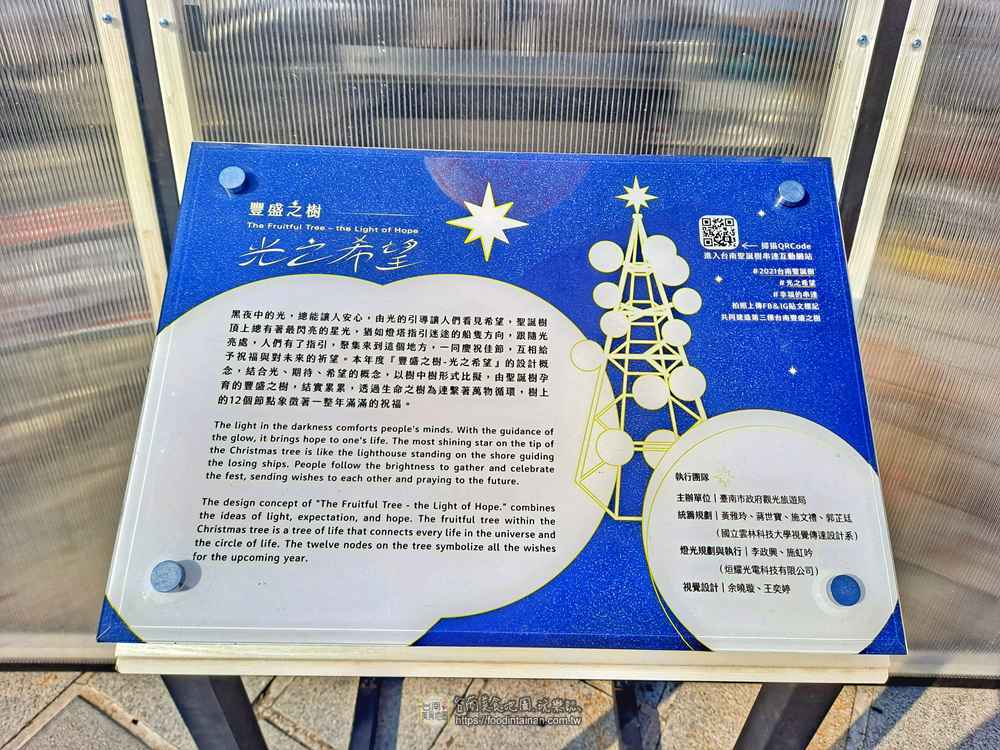 豐盛之樹
The Fruitful Tree – the Light of Hope
光之希望
掃描QRCode
進入台南聖誕樹串連互動網站
#2021台南聖誕樹
#光之希望
#幸福的串連
拍照上傳FB&IG貼文標記
共同建造第三棵台南豐盛之樹
黑夜中的光，總能讓人安心，由光的引導讓人們看見希望，聖誕樹
頂上總有著最閃亮的星光，猶如燈塔指引迷途的船隻方向，跟隨光
亮處，人們有了指引，聚集來到這個地方，一同慶祝佳節，互相給
予祝福與對未來的祈望。本年度『豐盛之樹-光之希望』的設計概
念，結合光、期待、希望的概念，以樹中樹形式比擬，由聖誕樹孕
育的豐盛之樹，結實累累，透過生命之樹為連繫著萬物循環，樹上
的12個節點象徵著一整年滿滿的祝福。
The light in the darkness comforts people's minds. With the guidance of
the glow, it brings hope to one's life. The most shining star on the tip of
the Christmas tree is like the lighthouse standing on the shore guiding
the losing ships. People follow the brightness to gather and celebrate
the fest, sending wishes to each other and praying to the future.
The design concept of "The Fruitful Tree - the Light of Hope." combines
the ideas of light, expectation, and hope. The fruitful tree within the
Christmas tree is a tree of life that connects every life in the universe and
the circle of life. The twelve nodes on the tree symbolize all the wishes
for the upcoming year.
執行團隊
主辦單位｜臺南市政府觀光旅遊局
統籌規劃｜黃雅玲、蔣世寶、施文禮、郭芷廷
（國立雲林科技大學視覺傳達設計系）
燈光規劃與執行｜李政興、施虹吟
（烜耀光電科技有限公司）
視覺設計｜余曉璇、王奕婷
台南美食地圖.玩樂點
https://foodintainan.com.tw